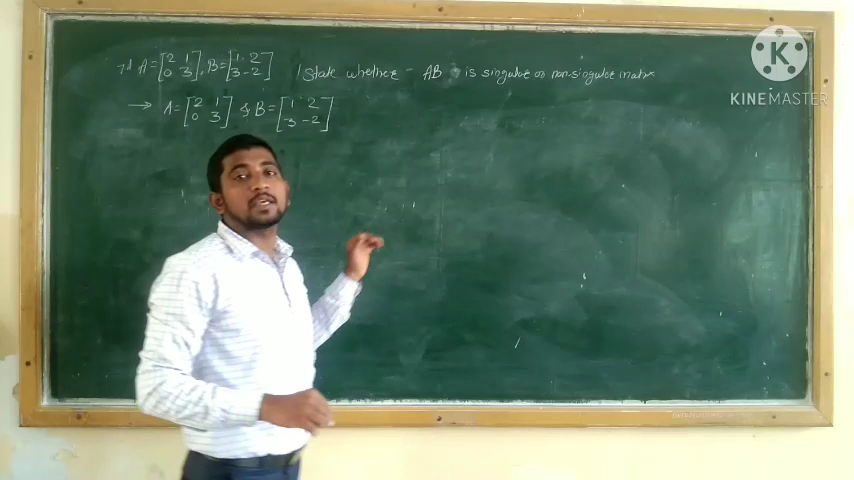 If A = [2 1 0 3], B = [1 2 3 -2], State whether - AB is singular or non-singular matrix
→ A = [2 1 0 3] & B = [1 2 3 -2]
K
KINEMASTER